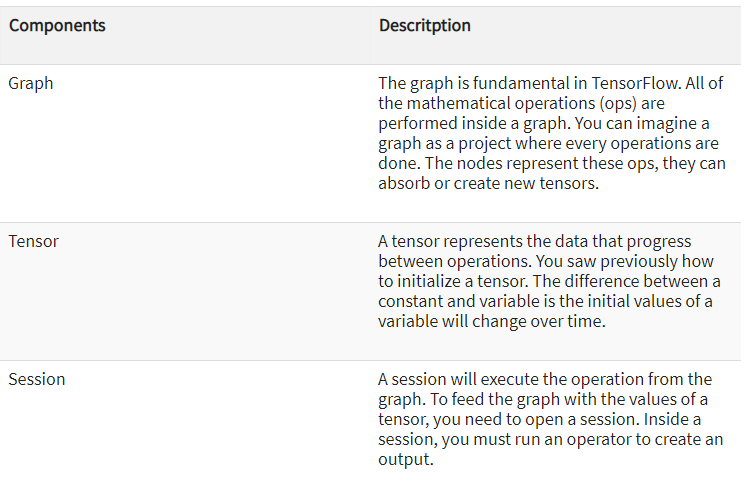 Components
Descritption
Graph
The graph is fundamental in TensorFlow. All of
the mathematical operations (ops) are
performed inside a graph. You can imagine a
graph as a project where every operations are
done. The nodes represent these ops, they can
absorb or create new tensors.
Tensor
A tensor represents the data that progress
between operations. You saw previously how
to initialize a tensor. The difference between a
constant and variable is the initial values of a
variable will change over time.
Session
A session will execute the operation from the
graph. To feed the graph with the values of a
tensor, you need to open a session. Inside a
session, you must run an operator to create an
output.